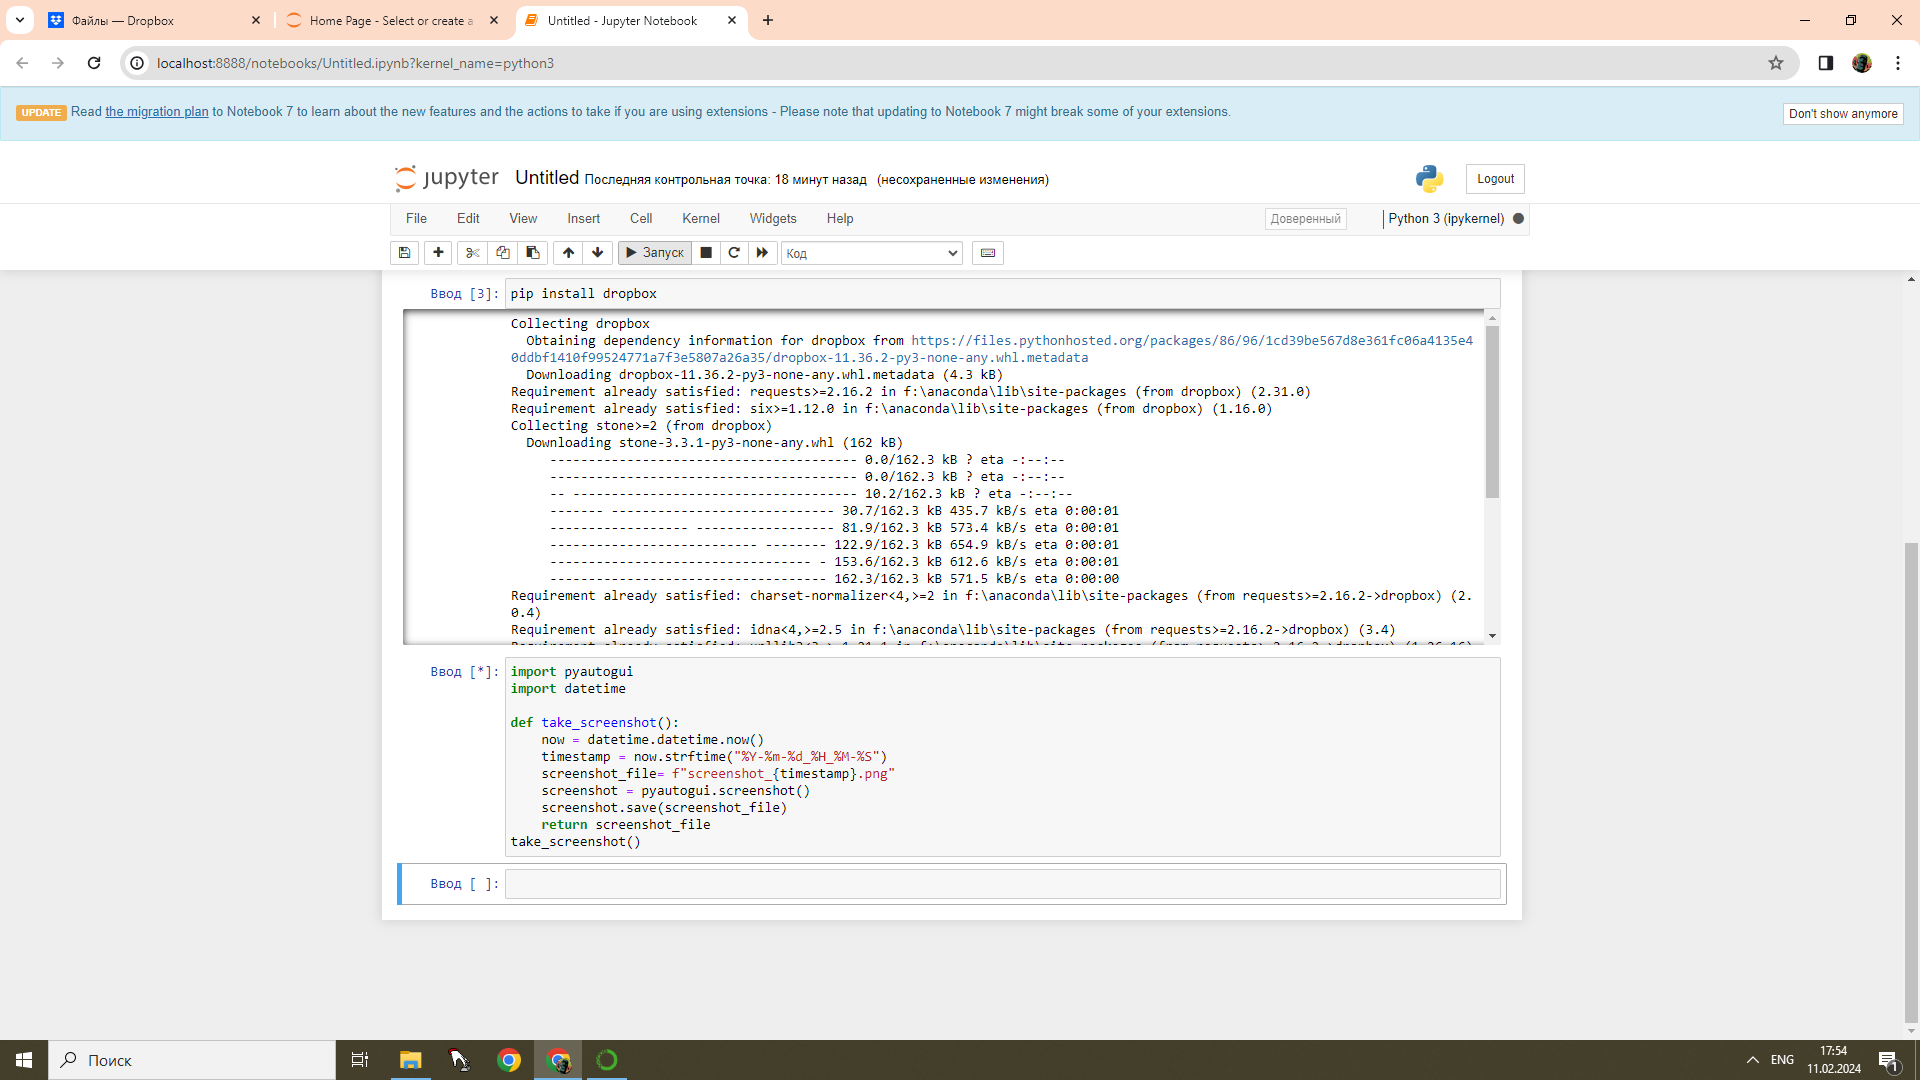 Файлы — Dropbox
Home Page - Select or create a
Untitled - Jupyter Notebook
localhost:8888/notebooks/Untitled.ipynb?kernel_name=python3
UPDATE Read the migration plan to Notebook 7 to learn about the new features and the actions to take if you are using extensions - Please note that updating to Notebook 7 might break some of your extensions.
Don't show anymore
jupyter Untitled Последняя контрольная точка: 18 минут назад (несохраненные изменения)
Logout
File Edit View Insert Cell Kernel Widgets Help
Доверенный
Python 3 (ipykernel)
Запуск
Код
Ввод [3]: pip install dropbox
Collecting dropbox
Obtaining dependency information for dropbox from https://files.pythonhosted.org/packages/86/96/1cd39be567d8e361fc06a4135e4
0ddbf1410f99524771a7f3e5807a26a35/dropbox-11.36.2-py3-none-any.whl.metadata
Downloading dropbox-11.36.2-py3-none-any.whl.metadata (4.3 kB)
Requirement already satisfied: requests>=2.16.2 in f:\anaconda\lib\site-packages (from dropbox) (2.31.0)
Requirement already satisfied: six>=1.12.0 in f:\anaconda\lib\site-packages (from dropbox) (1.16.0)
Collecting stone>=2 (from dropbox)
Downloading stone-3.3.1-py3-none-any.whl (162 kB)
---------------------------------------- 0.0/162.3 kB ? eta -:--:--
---------------------------------------- 0.0/162.3 kB ? eta -:--:--
-- ------------------------------------- 10.2/162.3 kB ? eta -:--:--
------- ----------------------------- 30.7/162.3 kB 435.7 kB/s eta 0:00:01
------------------ ------------------ 81.9/162.3 kB 573.4 kB/s eta 0:00:01
--------------------------- -------- 122.9/162.3 kB 654.9 kB/s eta 0:00:01
---------------------------------- - 153.6/162.3 kB 612.6 kB/s eta 0:00:01
------------------------------------ 162.3/162.3 kB 571.5 kB/s eta 0:00:00
Requirement already satisfied: charset-normalizer<4,>=2 in f:\anaconda\lib\site-packages (from requests>=2.16.2->dropbox) (2.
0.4)
Requirement already satisfied: idna<4,>=2.5 in f:\anaconda\lib\site-packages (from requests>=2.16.2->dropbox) (3.4)
Ввод [*]: import pyautogui
import datetime
def take_screenshot():
now = datetime.datetime.now()
timestamp = now.strftime("%Y-%m-%d_%H_%M-%S")
screenshot_file= f"screenshot_{timestamp}.png"
screenshot = pyautogui.screenshot()
screenshot.save(screenshot_file)
return screenshot_file
take_screenshot()
Ввод [ ]:
Поиск
ENG
17:54
11.02.2024
1